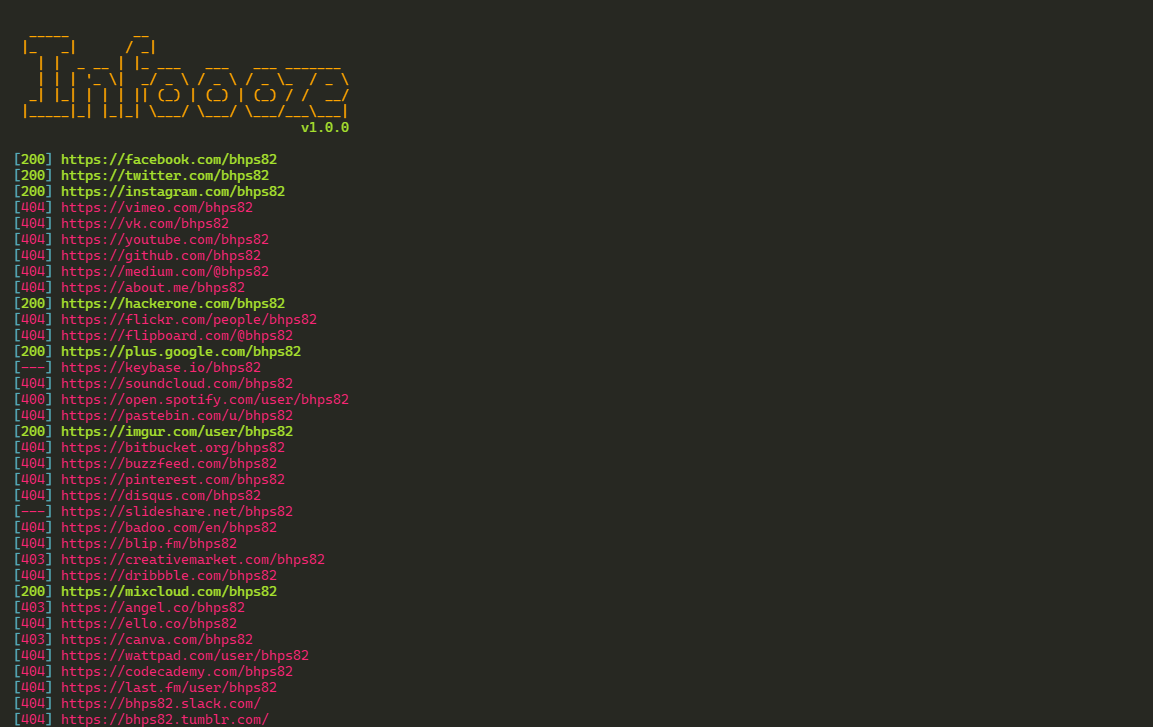 Infooze
v1.0.0
[200] https://facebook.com/bhps82
[200] https://twitter.com/bhps82
[200] https://instagram.com/bhps82
[404] https://vimeo.com/bhps82
[404] https://vk.com/bhps82
[404] https://youtube.com/bhps82
[404] https://github.com/bhps82
[404] https://medium.com/@bhps82
[404] https://about.me/bhps82
[200] https://hackerone.com/bhps82
[404] https://flickr.com/people/bhps82
[404] https://flipboard.com/@bhps82
[200] https://plus.google.com/bhps82
[---] https://keybase.io/bhps82
[404] https://soundcloud.com/bhps82
[400] https://open.spotify.com/user/bhps82
[404] https://pastebin.com/u/bhps82
[200] https://imgur.com/user/bhps82
[404] https://bitbucket.org/bhps82
[404] https://buzzfeed.com/bhps82
[404] https://pinterest.com/bhps82
[404] https://disqus.com/bhps82
[---] https://slideshare.net/bhps82
[404] https://badoo.com/en/bhps82
[404] https://blip.fm/bhps82
[403] https://creativemarket.com/bhps82
[404] https://dribbble.com/bhps82
[200] https://mixcloud.com/bhps82
[403] https://angel.co/bhps82
[404] https://ello.co/bhps82
[403] https://canva.com/bhps82
[404] https://wattpad.com/user/bhps82
[404] https://codecademy.com/bhps82
[404] https://last.fm/user/bhps82
[404] https://bhps82.slack.com/
[404] https://bhps82.tumblr.com/